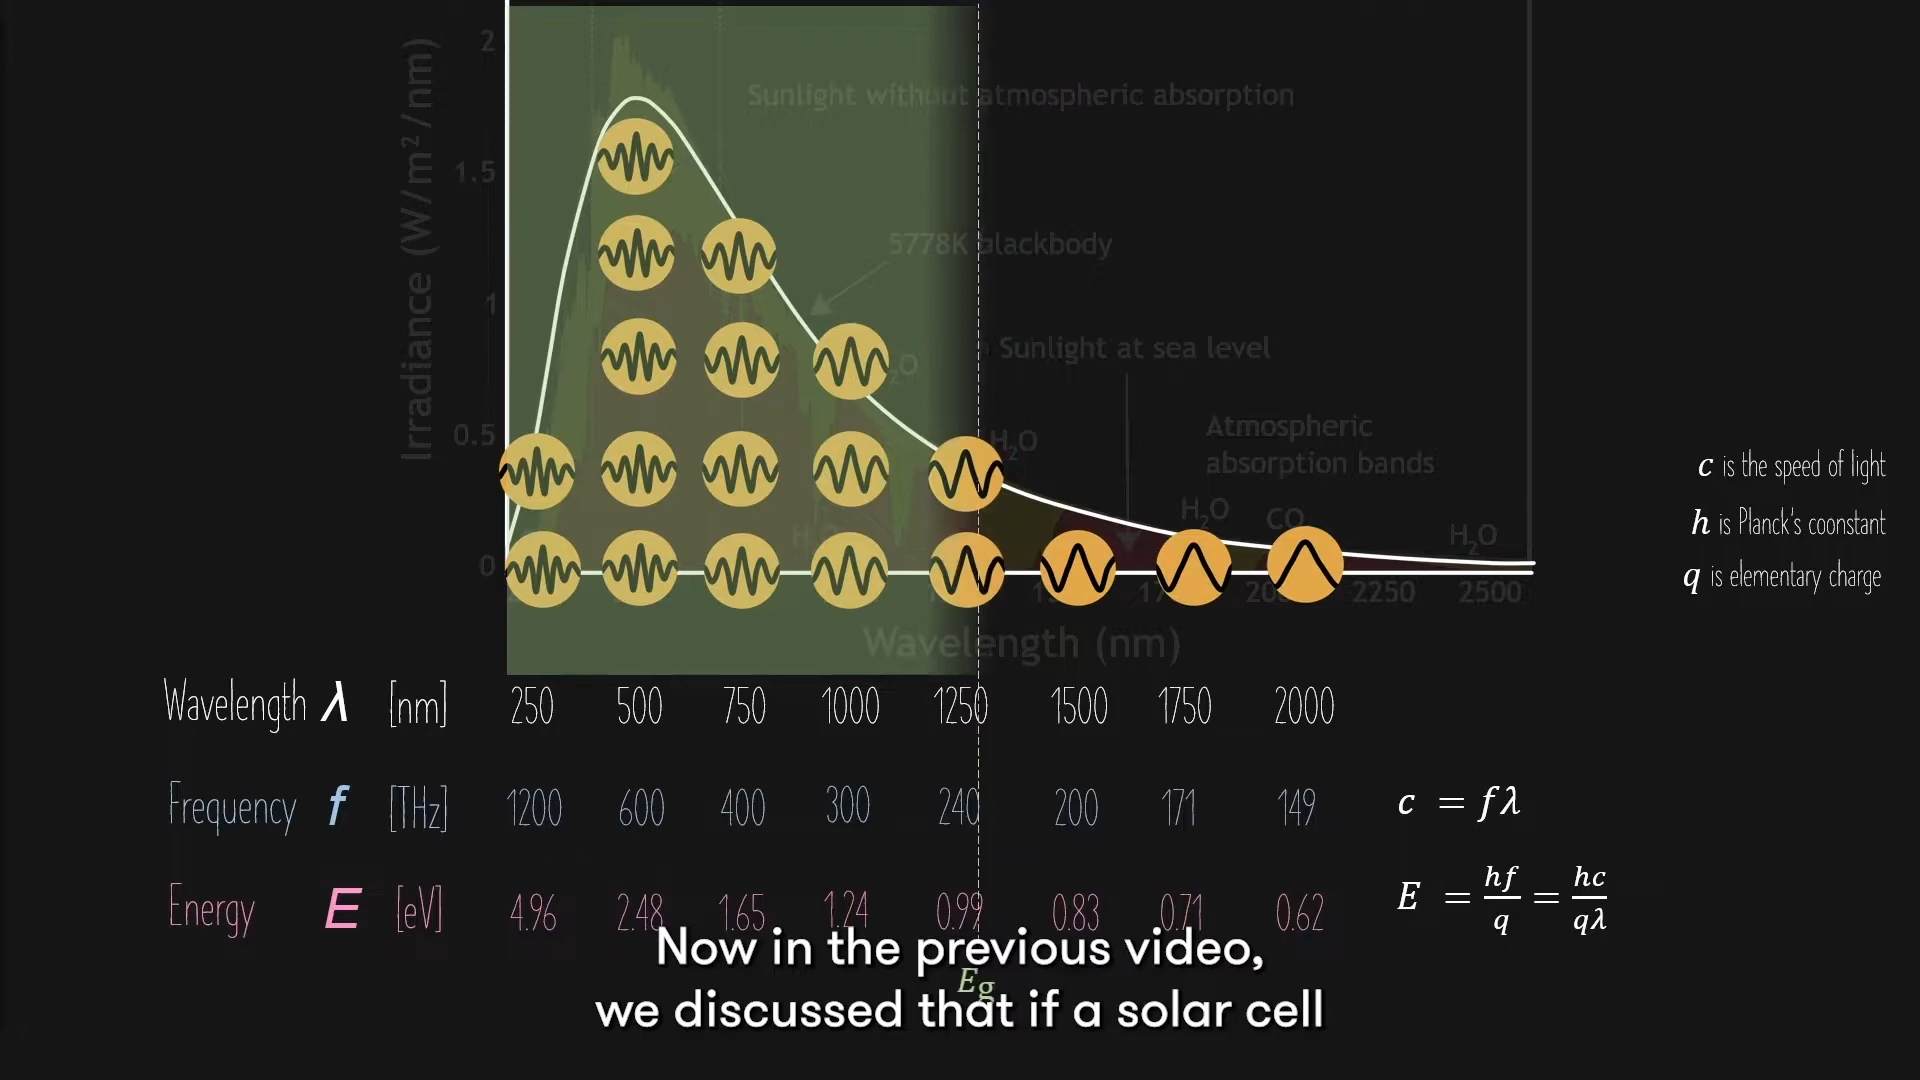 2
Irradiance (W/m²/nm)
Sunlight without atmospheric absorption
1.5
5778K blackbody
1
Sunlight at sea level
H₂O
Atmospheric
absorption bands
0.5
H₂O
H₂O
CO
H₂O
H₂O
0
2250
2500
Wavelength (nm)
c is the speed of light
h is Planck's coonstant
q is elementary charge
Wavelength λ [nm] 250 500 750 1000 1250 1500 1750 2000
Frequency f [THz] 1200 600 400 300 240 200 171 149
c = fλ
Energy E [eV] 4.96 2.48 1.65 1.24 0.99 0.83 0.71 0.62
E = hf/q = hc/qλ
Now in the previous video,
E_g
we discussed that if a solar cell